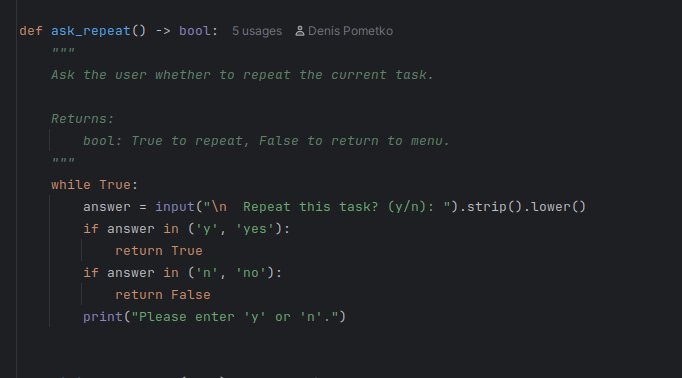 def ask_repeat() -> bool: 5 usages Denis Pometko
"""
Ask the user whether to repeat the current task.
Returns:
bool: True to repeat, False to return to menu.
"""
while True:
answer = input("\n  Repeat this task? (y/n): ").strip().lower()
if answer in ('y', 'yes'):
return True
if answer in ('n', 'no'):
return False
print("Please enter 'y' or 'n'.")